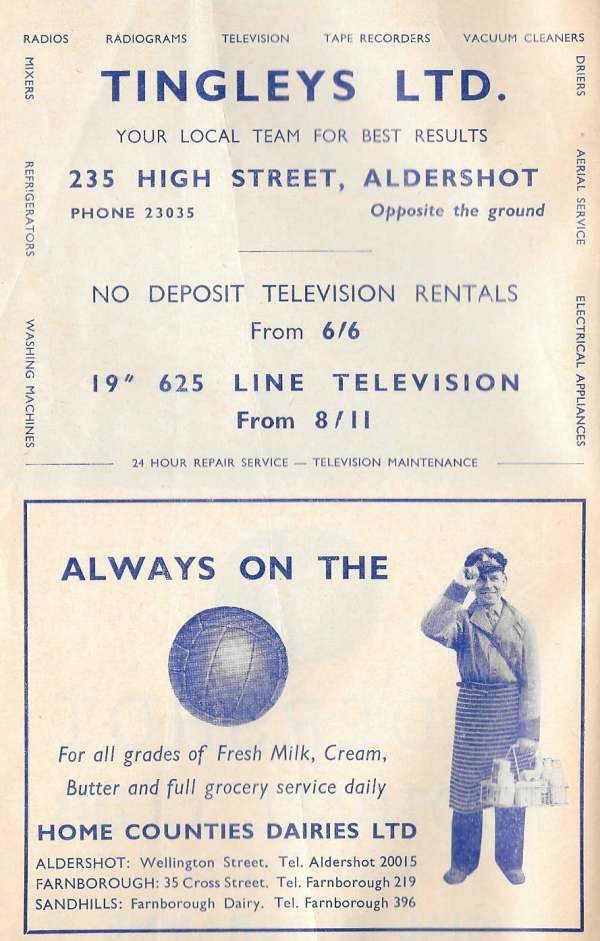 RADIOS RADIOGRAMS TELEVISION TAPE RECORDERS VACUUM CLEANERS
MIXERS
REFRIGERATORS
WASHING MACHINES
DRIERS
AERIAL SERVICE
ELECTRICAL APPLIANCES
TINGLEYS LTD.
YOUR LOCAL TEAM FOR BEST RESULTS
235 HIGH STREET, ALDERSHOT
PHONE 23035 Opposite the ground
NO DEPOSIT TELEVISION RENTALS
From 6/6
19" 625 LINE TELEVISION
From 8/11
24 HOUR REPAIR SERVICE — TELEVISION MAINTENANCE
ALWAYS ON THE
For all grades of Fresh Milk, Cream,
Butter and full grocery service daily
HOME COUNTIES DAIRIES LTD
ALDERSHOT: Wellington Street. Tel. Aldershot 20015
FARNBOROUGH: 35 Cross Street. Tel. Farnborough 219
SANDHILLS: Farnborough Dairy. Tel. Farnborough 396